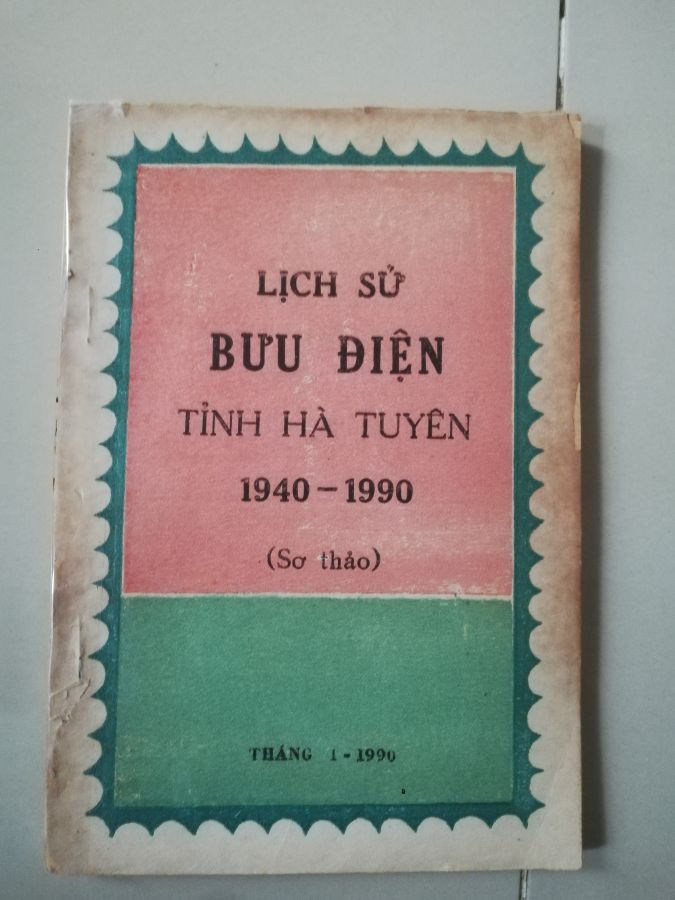 LỊCH SỬ
BƯU ĐIỆN
TỈNH HÀ TUYÊN
1940 - 1990
(Sơ thảo)
THÁNG 1 - 1990